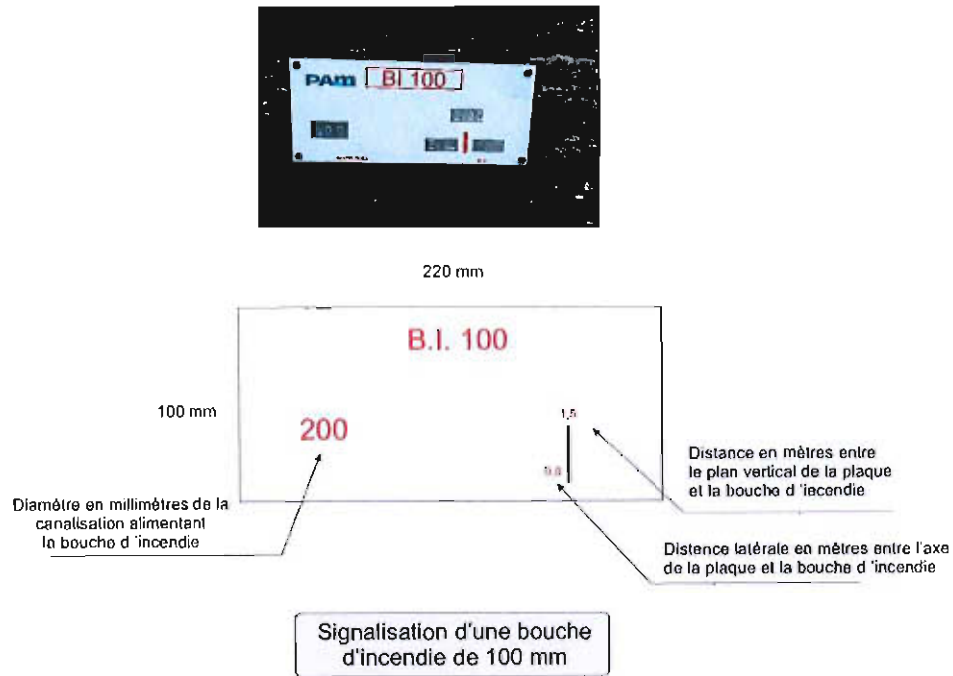 PAM BI 100
220 mm
B.I. 100
100 mm
200
1,5
Distance en mètres entre
le plan vertical de la plaque
et la bouche d 'iecendie
Diamètre en millimètres de la
canalisation alimentant
la bouche d 'incendie
Distence latérale en mètres entre l'axe
de la plaque et la bouche d 'incendie
Signalisation d'une bouche
d'incendie de 100 mm